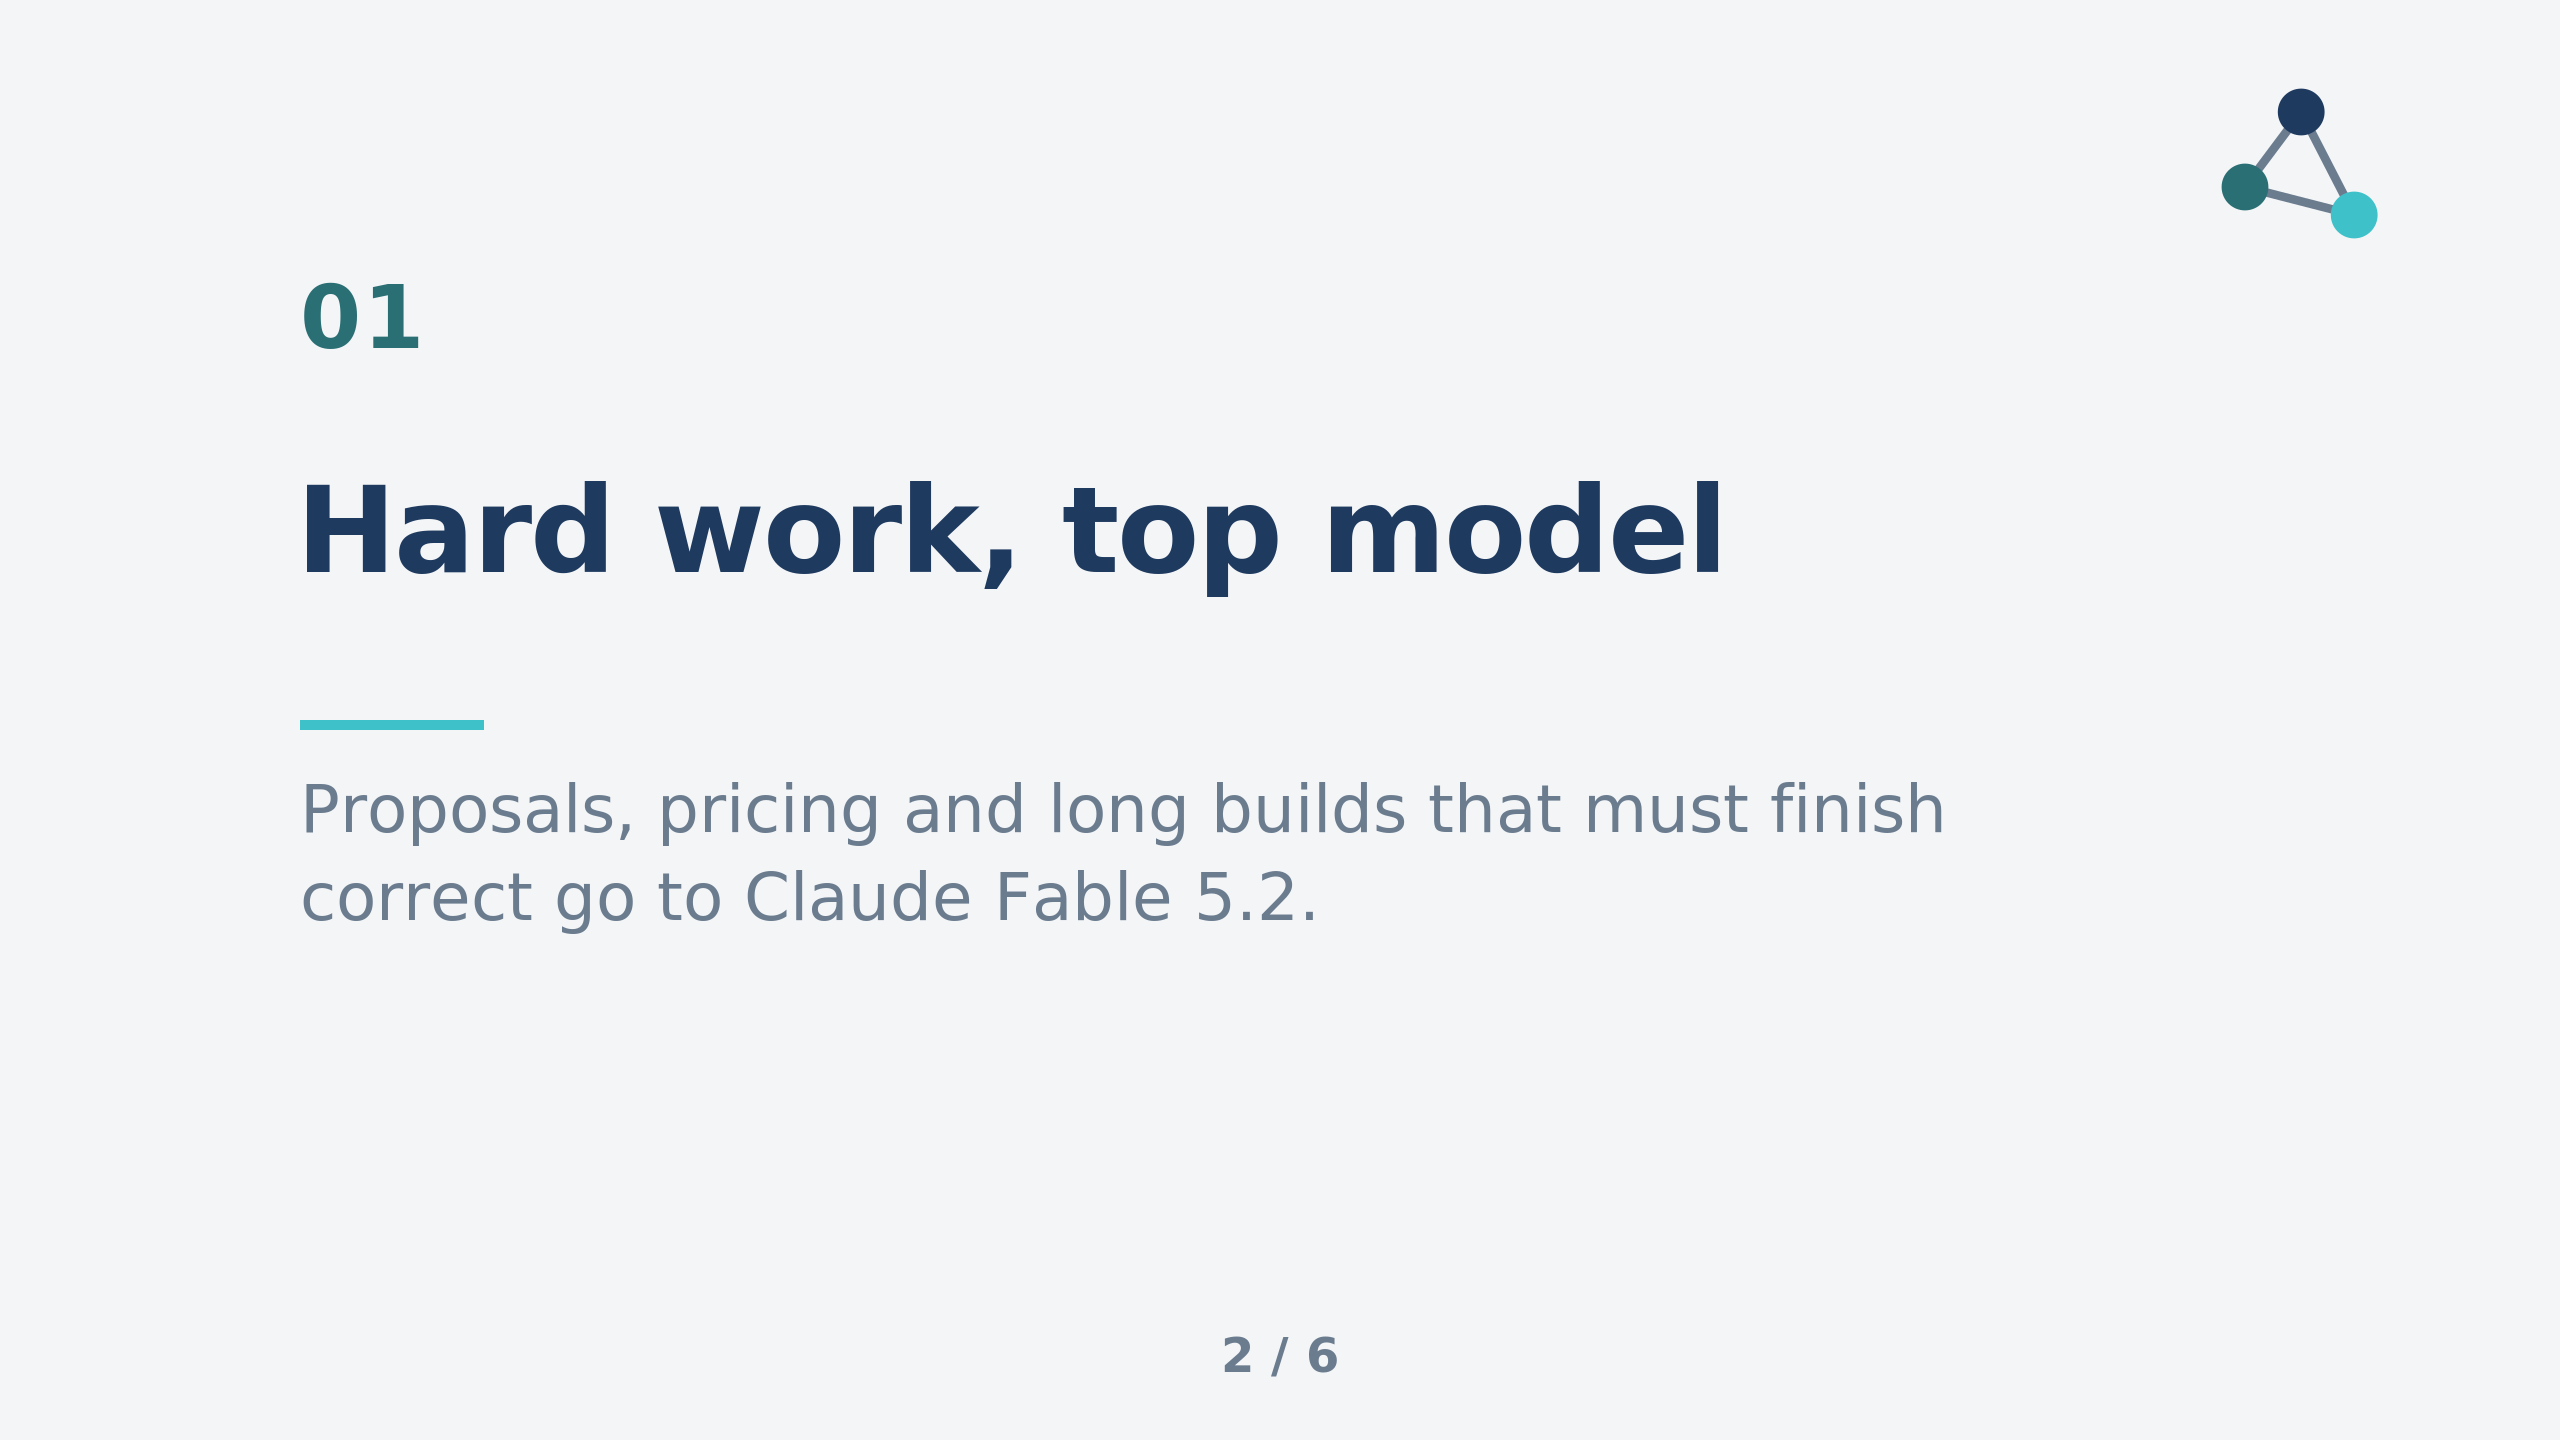 01
Hard work, top model
Proposals, pricing and long builds that must finish
correct go to Claude Fable 5.2.
2 / 6